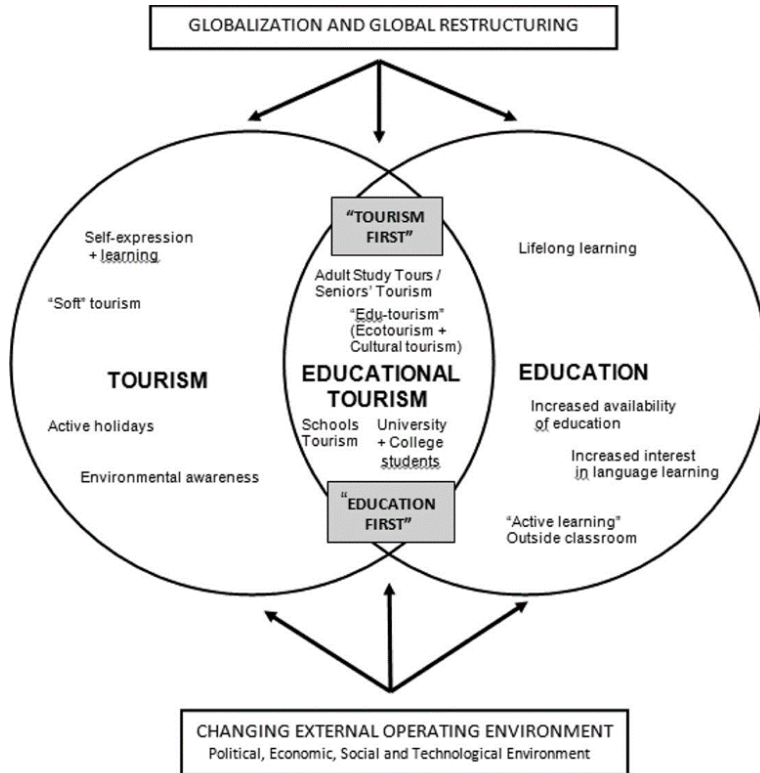 GLOBALIZATION AND GLOBAL RESTRUCTURING
"TOURISM
FIRST"
Self-expression
+ learning
"Soft" tourism
TOURISM
Active holidays
Environmental awareness
Adult Study Tours /
Seniors' Tourism
"Edu-tourism"
(Ecotourism +
Cultural tourism)
EDUCATIONAL
TOURISM
Schools
Tourism
University
+ College
students
"EDUCATION
FIRST"
Lifelong learning
EDUCATION
Increased availability
of education
Increased interest
in language learning
"Active learning"
Outside classroom
CHANGING EXTERNAL OPERATING ENVIRONMENT
Political, Economic, Social and Technological Environment